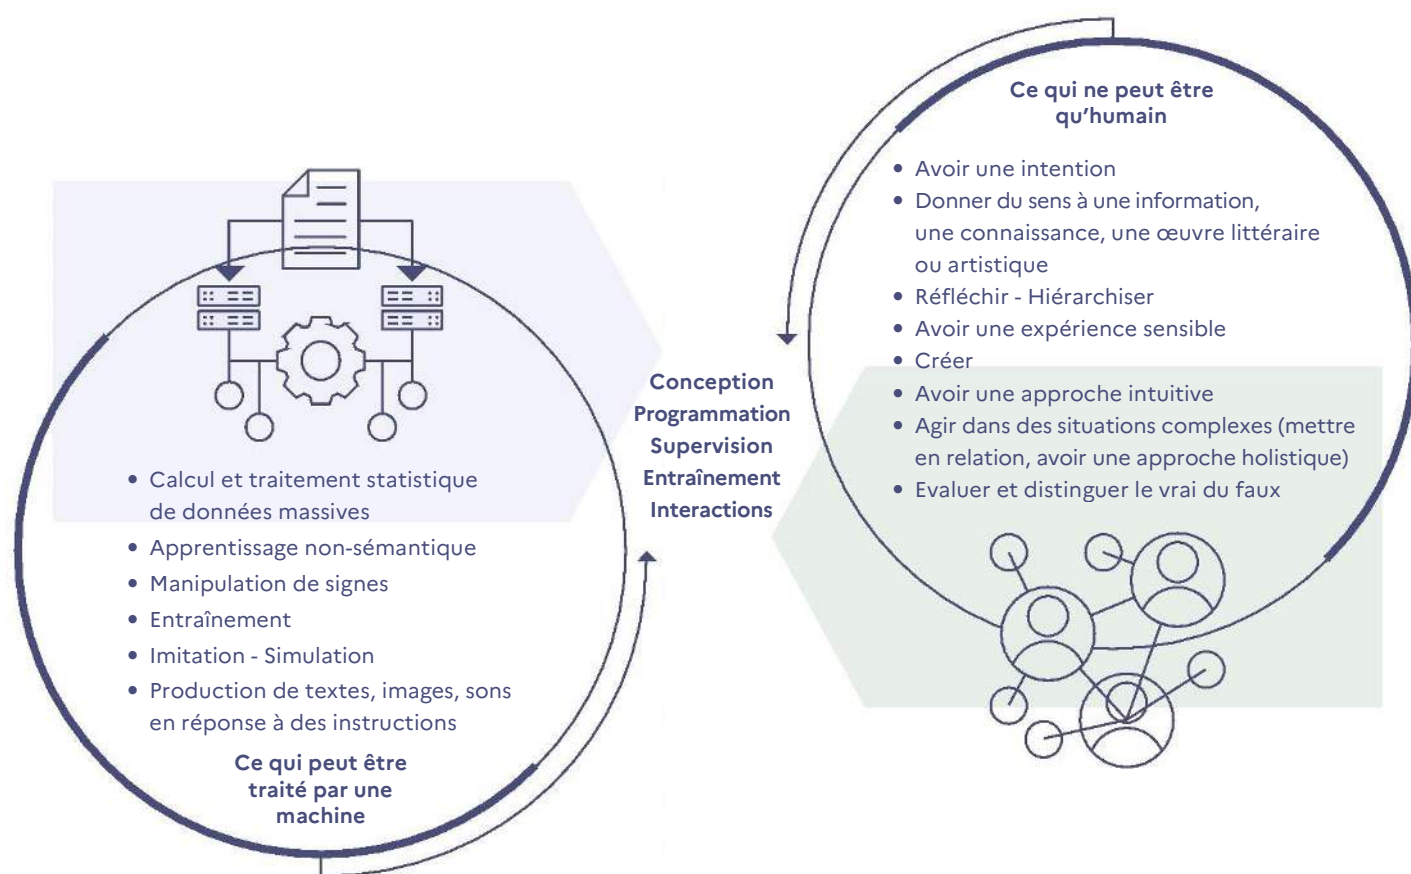 Ce qui ne peut être
qu’humain
• Avoir une intention
• Donner du sens à une information,
une connaissance, une œuvre littéraire
ou artistique
• Réfléchir - Hiérarchiser
• Avoir une expérience sensible
• Créer
• Avoir une approche intuitive
• Agir dans des situations complexes (mettre
en relation, avoir une approche holistique)
• Evaluer et distinguer le vrai du faux
Conception
Programmation
Supervision
Entraînement
Interactions
• Calcul et traitement statistique
de données massives
• Apprentissage non-sémantique
• Manipulation de signes
• Entraînement
• Imitation - Simulation
• Production de textes, images, sons
en réponse à des instructions
Ce qui peut être
traité par une
machine